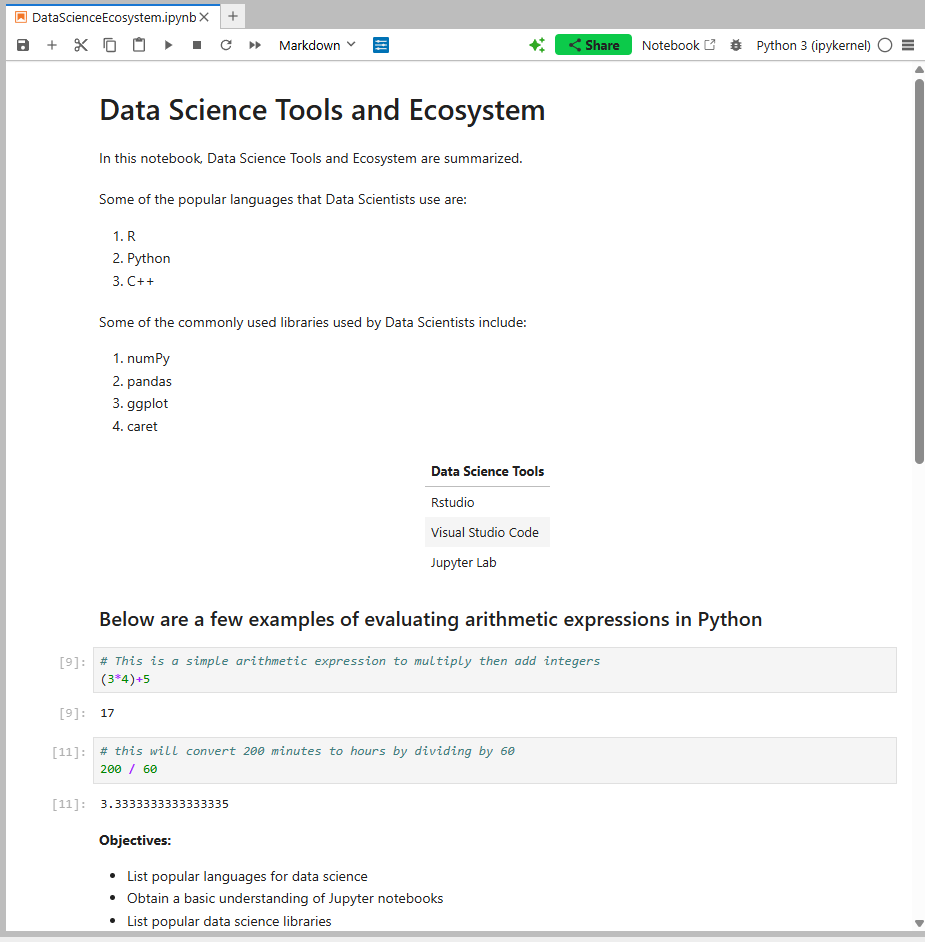 DataScienceEcosystem.ipynb
Markdown Share Notebook Python 3 (ipykernel)
Data Science Tools and Ecosystem
In this notebook, Data Science Tools and Ecosystem are summarized.
Some of the popular languages that Data Scientists use are:
1. R
2. Python
3. C++
Some of the commonly used libraries used by Data Scientists include:
1. numPy
2. pandas
3. ggplot
4. caret
Data Science Tools
Rstudio
Visual Studio Code
Jupyter Lab
Below are a few examples of evaluating arithmetic expressions in Python
[9]: # This is a simple arithmetic expression to multiply then add integers
(3*4)+5
[9]: 17
[11]: # this will convert 200 minutes to hours by dividing by 60
200 / 60
[11]: 3.3333333333333335
Objectives:
• List popular languages for data science
• Obtain a basic understanding of Jupyter notebooks
• List popular data science libraries